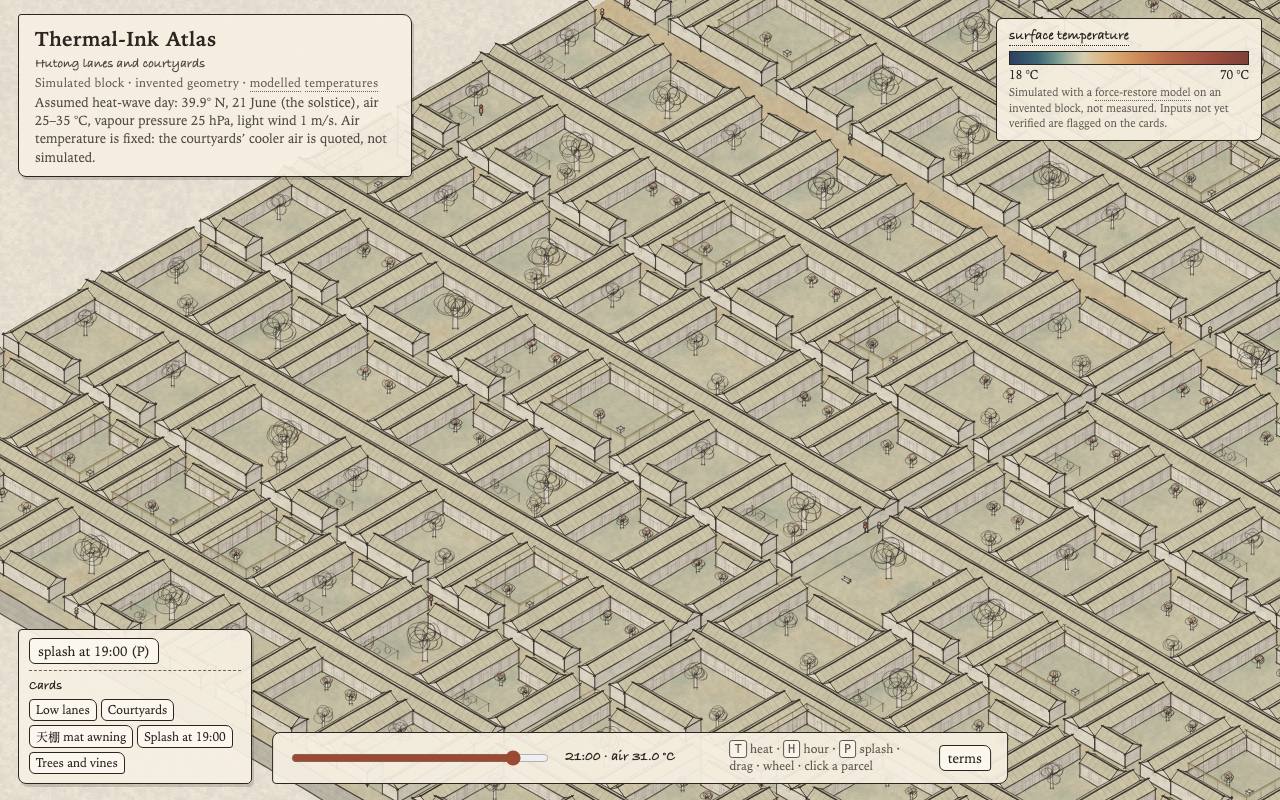 Thermal-Ink Atlas
Hutong lanes and courtyards
Simulated block · invented geometry · modelled temperatures
Assumed heat-wave day: 39.9° N, 21 June (the solstice), air
25–35 °C, vapour pressure 25 hPa, light wind 1 m/s. Air
temperature is fixed: the courtyards’ cooler air is quoted, not
simulated.
surface temperature
18 °C 70 °C
Simulated with a force-restore model on an
invented block, not measured. Inputs not yet
verified are flagged on the cards.
splash at 19:00 (P)
Cards
Low lanes Courtyards
天棚 mat awning Splash at 19:00
Trees and vines
21:00 · air 31.0 °C
T heat · H hour · P splash ·
drag · wheel · click a parcel
terms